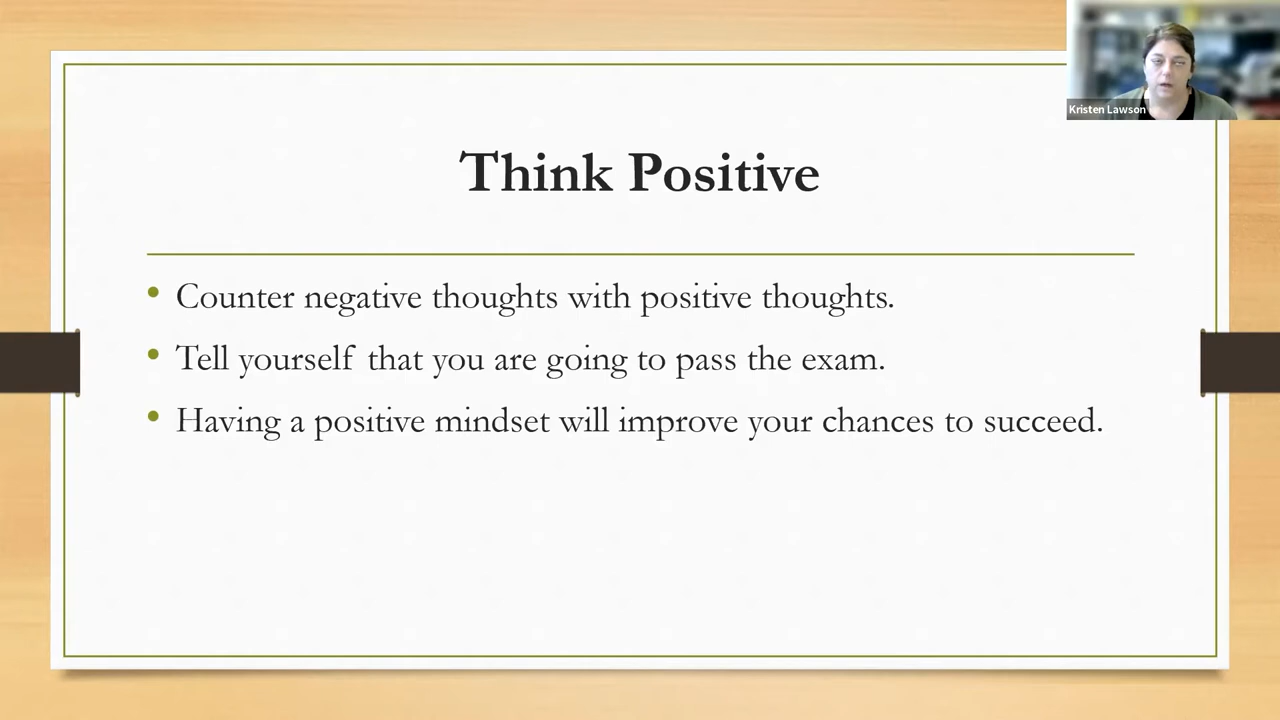 Kristen Lawson
Think Positive
• Counter negative thoughts with positive thoughts.
• Tell yourself that you are going to pass the exam.
• Having a positive mindset will improve your chances to succeed.